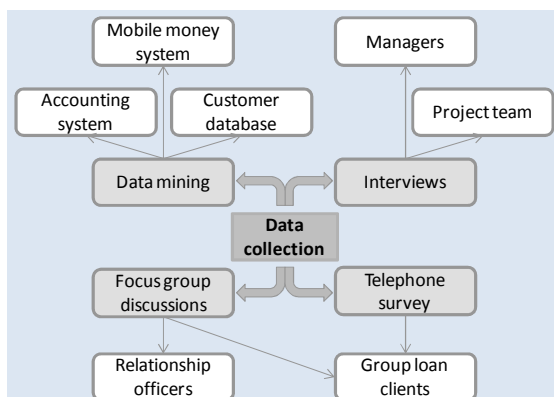 Mobile money
system
Managers
Accounting
system
Customer
database
Project team
Data mining
Interviews
Data
collection
Focus group
discussions
Telephone
survey
Relationship
officers
Group loan
clients